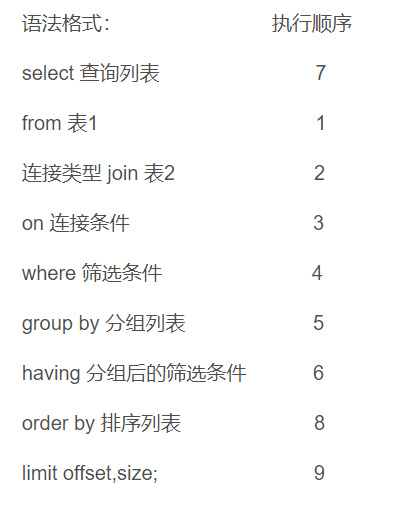 语法格式： 执行顺序
select 查询列表 7
from 表1 1
连接类型 join 表2 2
on 连接条件 3
where 筛选条件 4
group by 分组列表 5
having 分组后的筛选条件 6
order by 排序列表 8
limit offset,size; 9